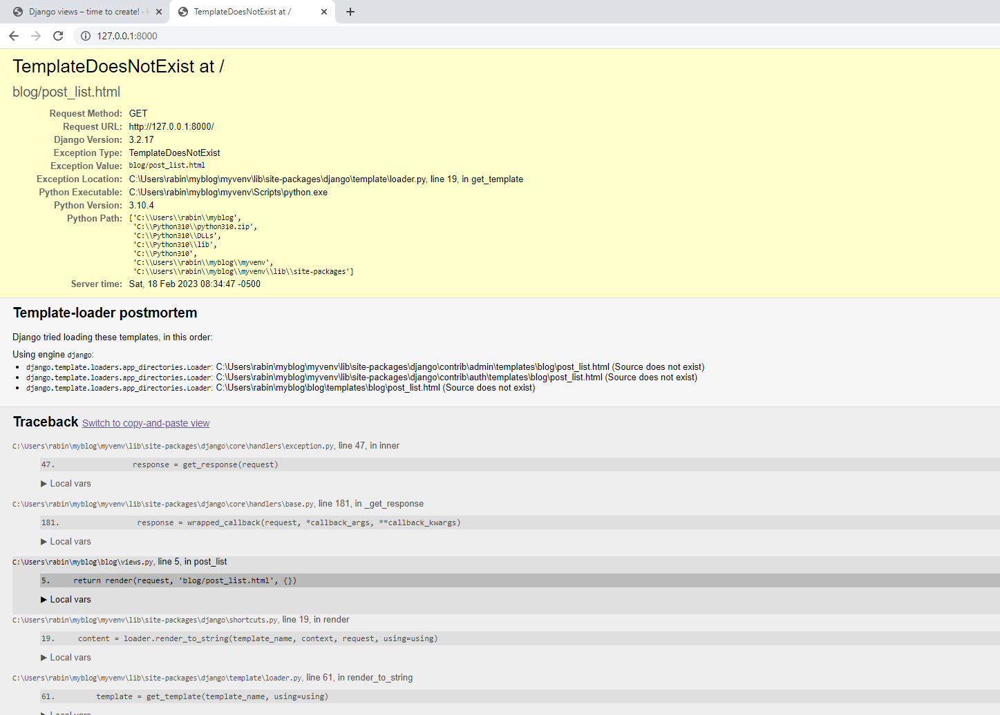 Django views – time to create! ·
TemplateDoesNotExist at /
127.0.0.1:8000
TemplateDoesNotExist at /
blog/post_list.html
Request Method: GET
Request URL: http://127.0.0.1:8000/
Django Version: 3.2.17
Exception Type: TemplateDoesNotExist
Exception Value: blog/post_list.html
Exception Location: C:\Users\rabin\myblog\myvenv\lib\site-packages\django\template\loader.py, line 19, in get_template
Python Executable: C:\Users\rabin\myblog\myvenv\Scripts\python.exe
Python Version: 3.10.4
Python Path: ['C:\\Users\\rabin\\myblog',
'C:\\Python310\\python310.zip',
'C:\\Python310\\DLLs',
'C:\\Python310\\lib',
'C:\\Python310',
'C:\\Users\\rabin\\myblog\\myvenv',
'C:\\Users\\rabin\\myblog\\myvenv\\lib\\site-packages']
Server time: Sat, 18 Feb 2023 08:34:47 -0500
Template-loader postmortem
Django tried loading these templates, in this order:
Using engine django:
• django.template.loaders.app_directories.Loader: C:\Users\rabin\myblog\myvenv\lib\site-packages\django\contrib\admin\templates\blog\post_list.html (Source does not exist)
• django.template.loaders.app_directories.Loader: C:\Users\rabin\myblog\myvenv\lib\site-packages\django\contrib\auth\templates\blog\post_list.html (Source does not exist)
• django.template.loaders.app_directories.Loader: C:\Users\rabin\myblog\blog\templates\blog\post_list.html (Source does not exist)
Traceback Switch to copy-and-paste view
C:\Users\rabin\myblog\myvenv\lib\site-packages\django\core\handlers\exception.py, line 47, in inner
47. response = get_response(request)
▶ Local vars
C:\Users\rabin\myblog\myvenv\lib\site-packages\django\core\handlers\base.py, line 181, in _get_response
181. response = wrapped_callback(request, *callback_args, **callback_kwargs)
▶ Local vars
C:\Users\rabin\myblog\blog\views.py, line 5, in post_list
5. return render(request, 'blog/post_list.html', {})
▶ Local vars
C:\Users\rabin\myblog\myvenv\lib\site-packages\django\shortcuts.py, line 19, in render
19. content = loader.render_to_string(template_name, context, request, using=using)
▶ Local vars
C:\Users\rabin\myblog\myvenv\lib\site-packages\django\template\loader.py, line 61, in render_to_string
61. template = get_template(template_name, using=using)
▶ Local vars